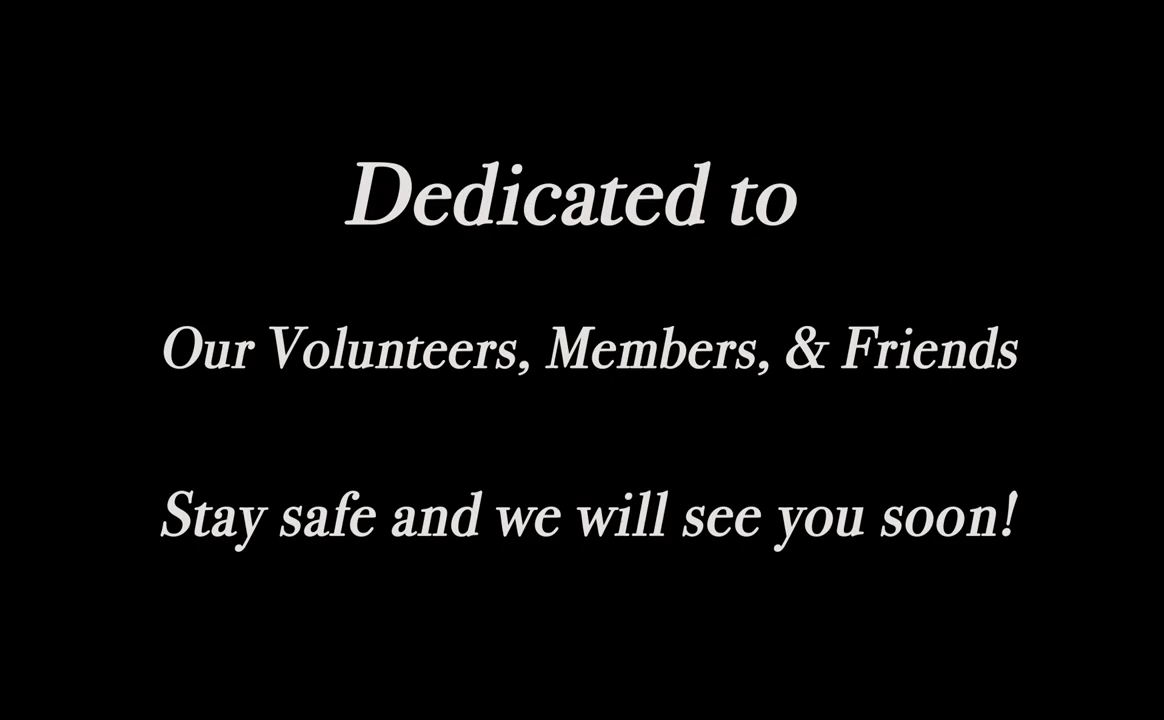 Dedicated to
Our Volunteers, Members, & Friends
Stay safe and we will see you soon!